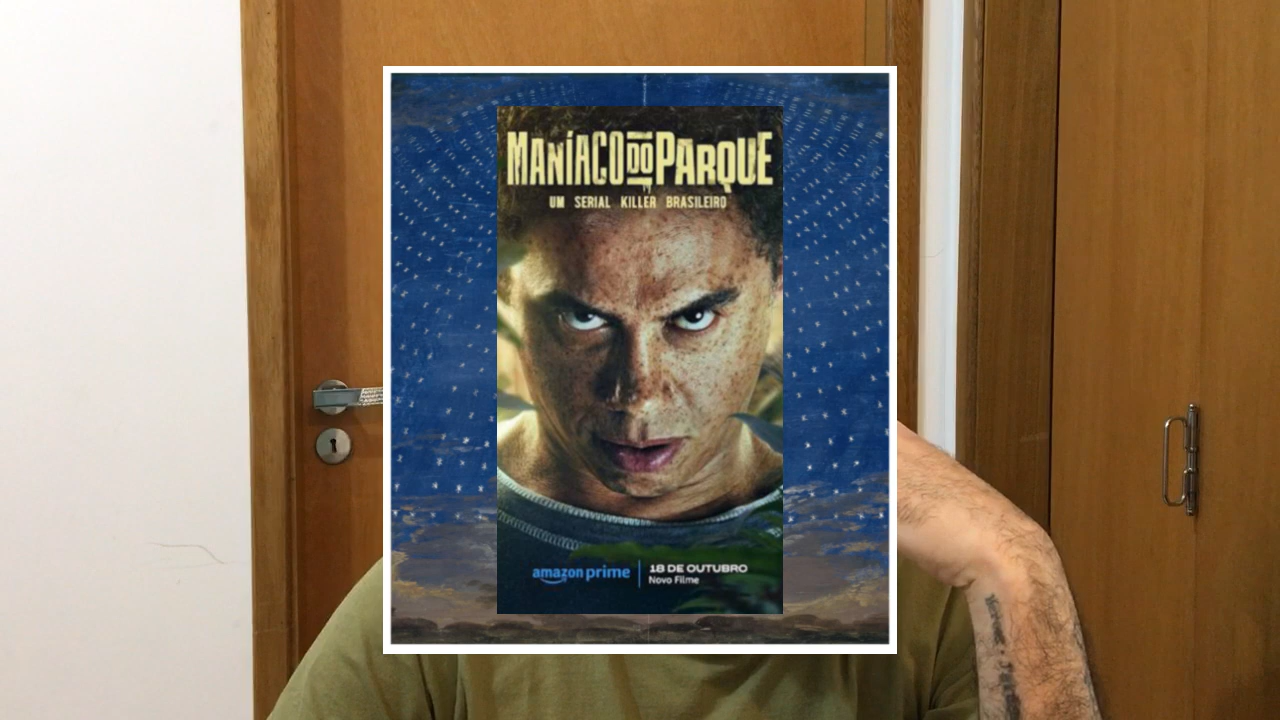 MANÍACO DO PARQUE
UM SERIAL KILLER BRASILEIRO
amazon prime
18 DE OUTUBRO
Novo Filme